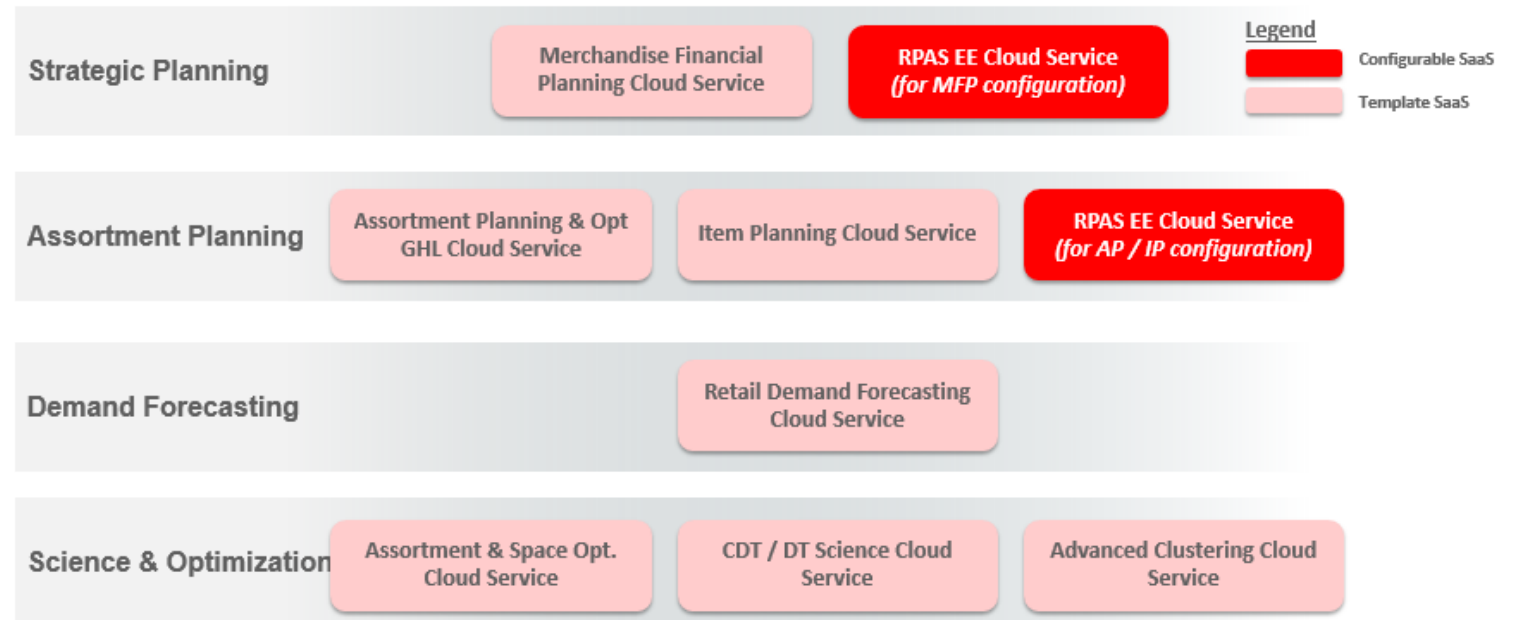 Strategic Planning
Merchandise Financial
Planning Cloud Service
RPAS EE Cloud Service
(for MFP configuration)
Legend
Configurable SaaS
Template SaaS
Assortment Planning
Assortment Planning & Opt
GHL Cloud Service
Item Planning Cloud Service
RPAS EE Cloud Service
(for AP / IP configuration)
Demand Forecasting
Retail Demand Forecasting
Cloud Service
Science & Optimization
Assortment & Space Opt.
Cloud Service
CDT / DT Science Cloud
Service
Advanced Clustering Cloud
Service